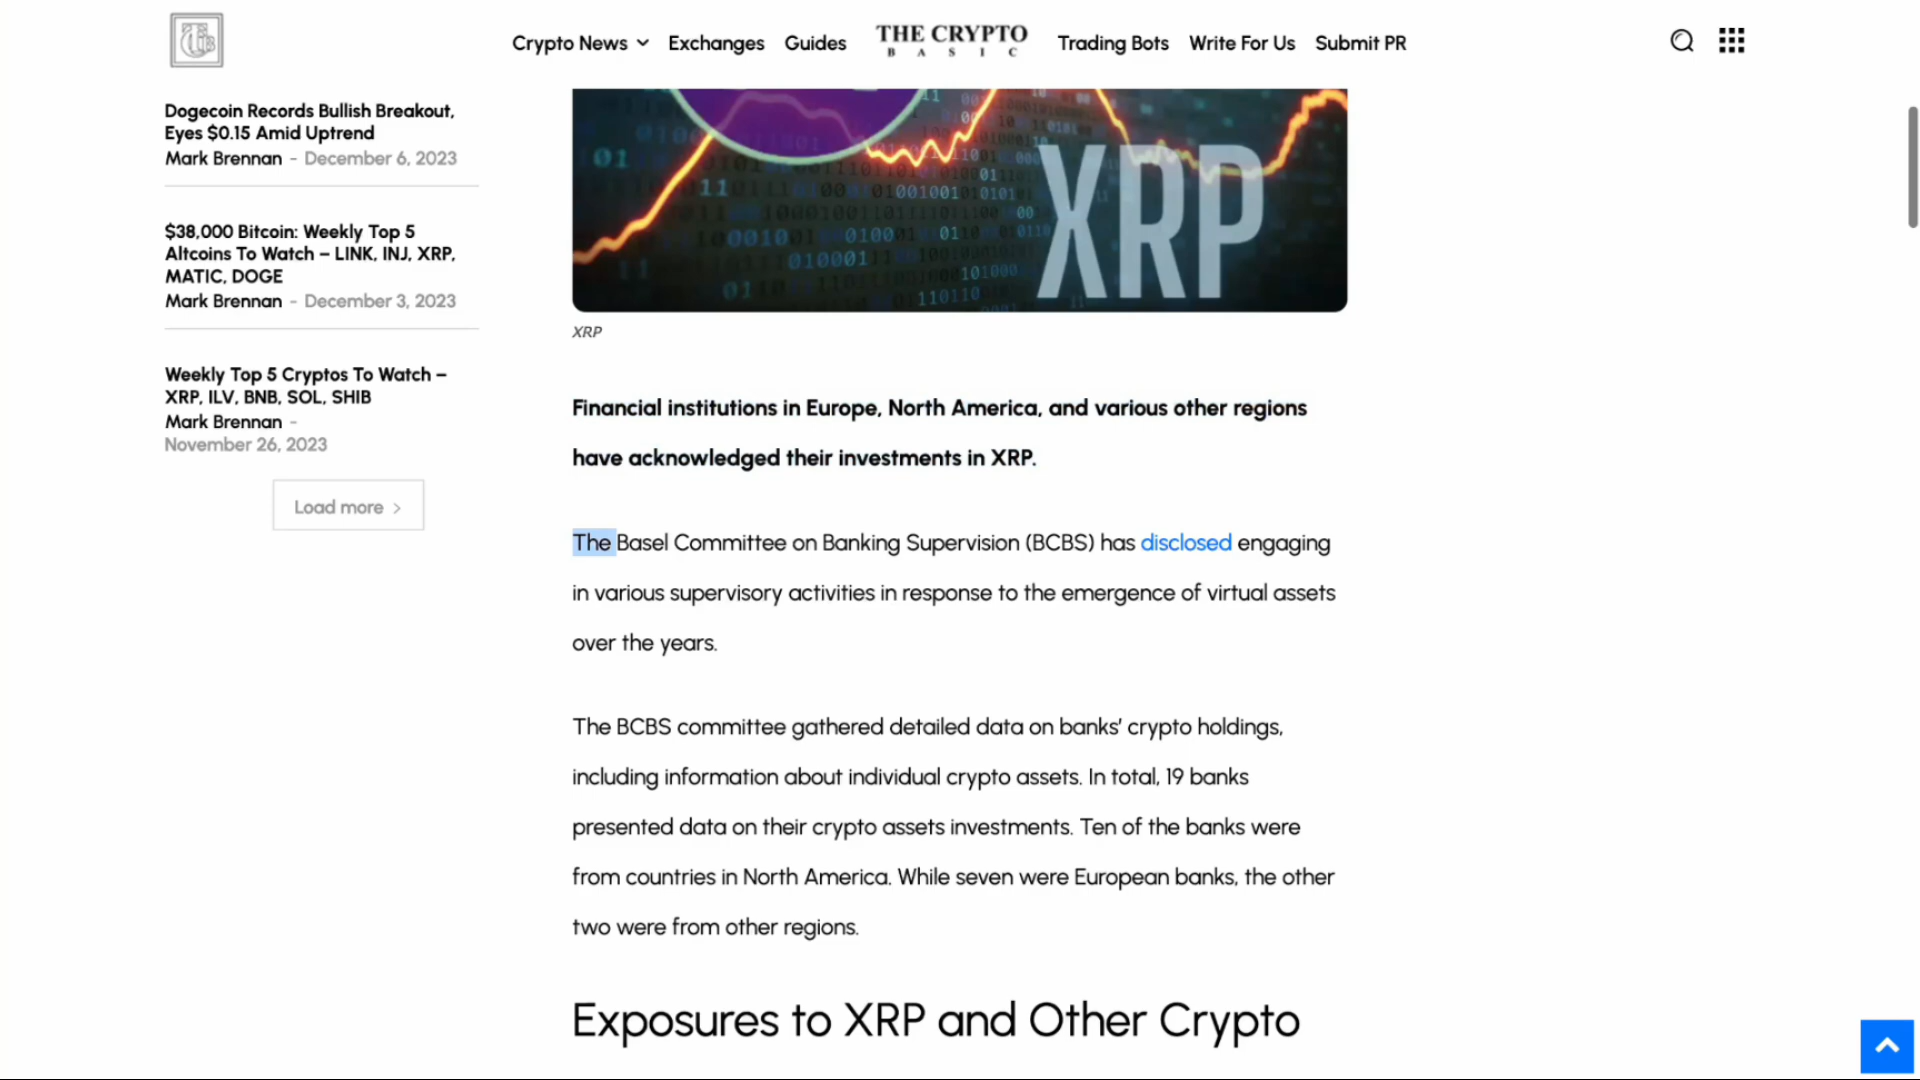 Crypto News
Exchanges
Guides
THE CRYPTO
BASIC
Trading Bots
Write For Us
Submit PR
Dogecoin Records Bullish Breakout,
Eyes $0.15 Amid Uptrend
Mark Brennan - December 6, 2023
$38,000 Bitcoin: Weekly Top 5
Altcoins To Watch – LINK, INJ, XRP,
MATIC, DOGE
Mark Brennan - December 3, 2023
Weekly Top 5 Cryptos To Watch –
XRP, ILV, BNB, SOL, SHIB
Mark Brennan -
November 26, 2023
Load more
XRP
XRP
Financial institutions in Europe, North America, and various other regions
have acknowledged their investments in XRP.
The Basel Committee on Banking Supervision (BCBS) has disclosed engaging
in various supervisory activities in response to the emergence of virtual assets
over the years.
The BCBS committee gathered detailed data on banks’ crypto holdings,
including information about individual crypto assets. In total, 19 banks
presented data on their crypto assets investments. Ten of the banks were
from countries in North America. While seven were European banks, the other
two were from other regions.
Exposures to XRP and Other Crypto